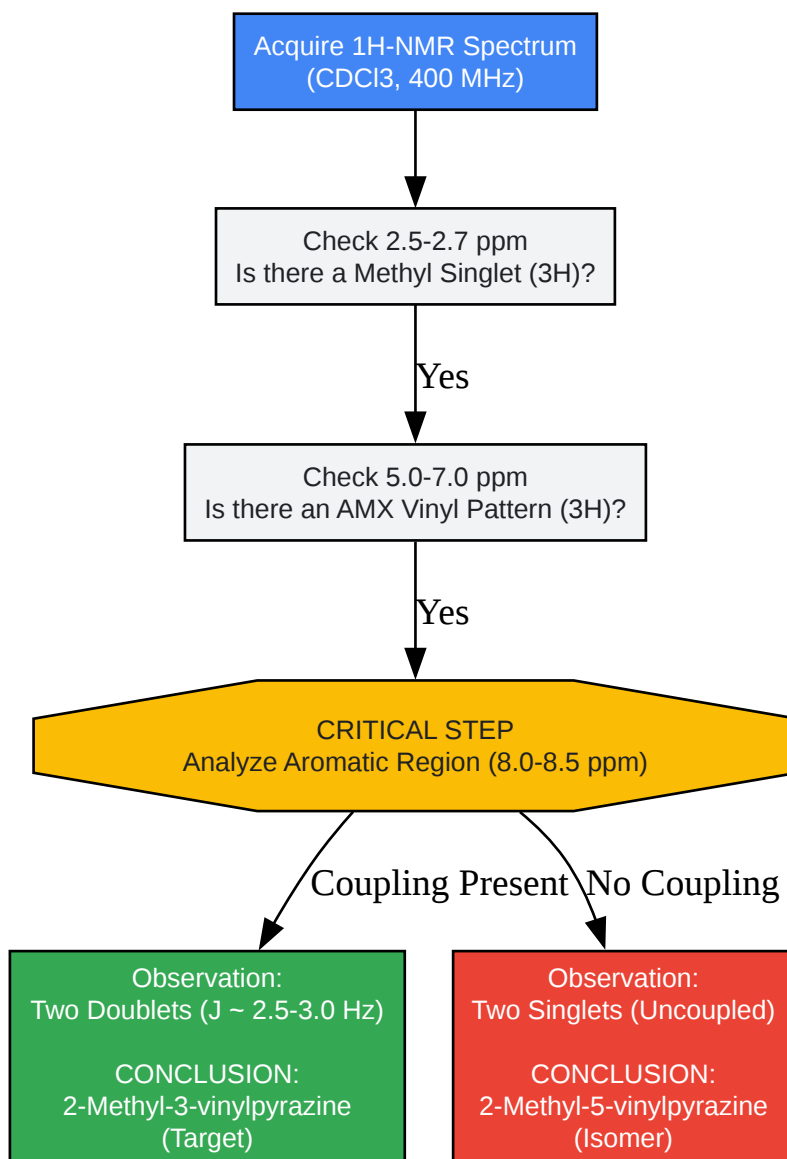 Acquire 1H-NMR Spectrum
(CDCl3, 400 MHz)
Check 2.5-2.7 ppm
Is there a Methyl Singlet (3H)?
Yes
Check 5.0-7.0 ppm
Is there an AMX Vinyl Pattern (3H)?
Yes
CRITICAL STEP
Analyze Aromatic Region (8.0-8.5 ppm)
Coupling Present
No Coupling
Observation:
Two Doublets (J ~ 2.5-3.0 Hz)
CONCLUSION:
2-Methyl-3-vinylpyrazine
(Target)
Observation:
Two Singlets (Uncoupled)
CONCLUSION:
2-Methyl-5-vinylpyrazine
(Isomer)